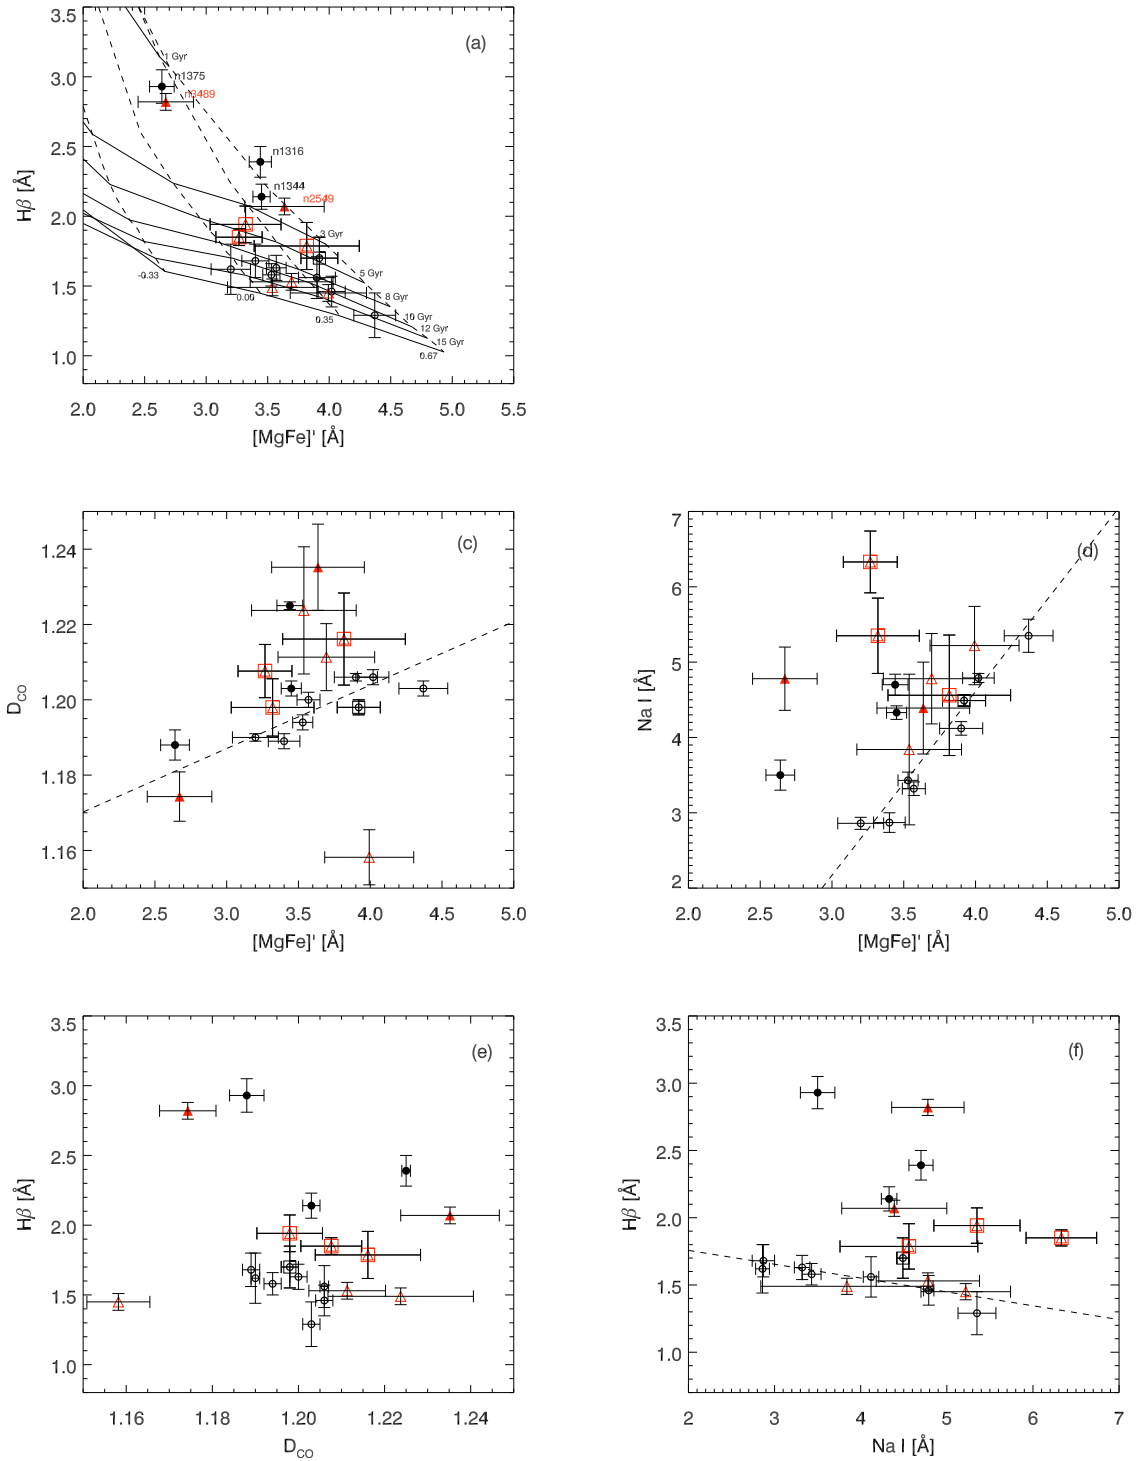 (a)
3.5
3.0
2.5
2.0
1.5
1.0
Hβ [Å]
1 Gyr
n1375
n3489
n1316
n1344
n2549
3 Gyr
5 Gyr
8 Gyr
10 Gyr
12 Gyr
15 Gyr
-0.33
0.00
0.35
0.67
2.0 2.5 3.0 3.5 4.0 4.5 5.0 5.5
[MgFe]' [Å]
(c)
1.24
1.22
1.20
1.18
1.16
D_CO
2.0 2.5 3.0 3.5 4.0 4.5 5.0
[MgFe]' [Å]
(d)
7
6
5
4
3
2
Na I [Å]
2.0 2.5 3.0 3.5 4.0 4.5 5.0
[MgFe]' [Å]
(e)
3.5
3.0
2.5
2.0
1.5
1.0
Hβ [Å]
1.16 1.18 1.20 1.22 1.24
D_CO
(f)
3.5
3.0
2.5
2.0
1.5
1.0
Hβ [Å]
2 3 4 5 6 7
Na I [Å]